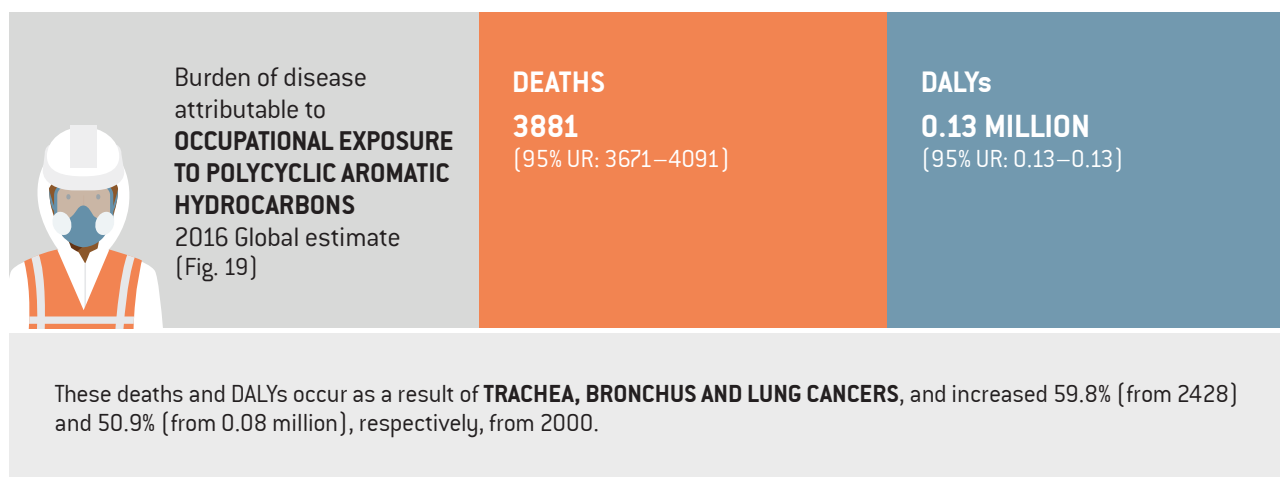 Burden of disease
attributable to
OCCUPATIONAL EXPOSURE
TO POLYCYCLIC AROMATIC
HYDROCARBONS
2016 Global estimate
(Fig. 19)
DEATHS
3881
(95% UR: 3671–4091)
DALYs
0.13 MILLION
(95% UR: 0.13–0.13)
These deaths and DALYs occur as a result of TRACHEA, BRONCHUS AND LUNG CANCERS, and increased 59.8% (from 2428)
and 50.9% (from 0.08 million), respectively, from 2000.